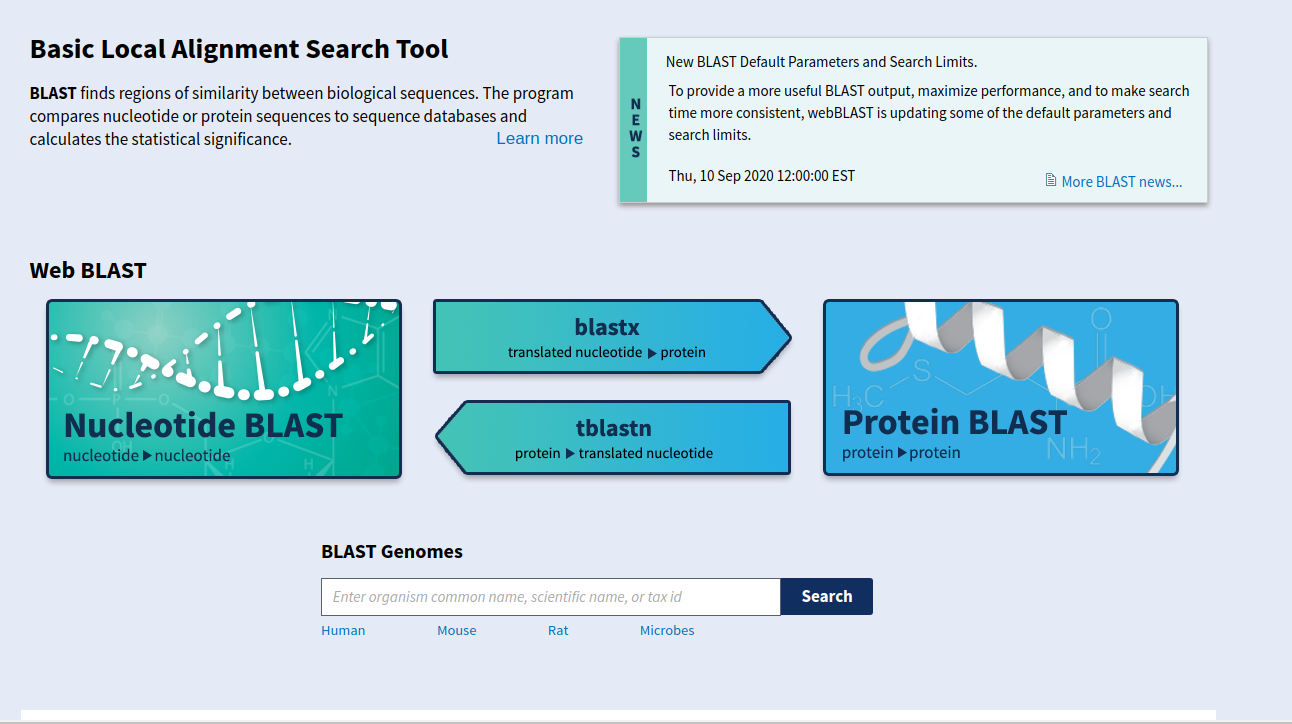 Basic Local Alignment Search Tool
BLAST finds regions of similarity between biological sequences. The program
compares nucleotide or protein sequences to sequence databases and
calculates the statistical significance. Learn more
NEWS
New BLAST Default Parameters and Search Limits.
To provide a more useful BLAST output, maximize performance, and to make search
time more consistent, webBLAST is updating some of the default parameters and
search limits.
Thu, 10 Sep 2020 12:00:00 EST
More BLAST news...
Web BLAST
O P O
OH
N
H H
Nucleotide BLAST
nucleotide ▶ nucleotide
blastx
translated nucleotide ▶ protein
tblastn
protein ▶ translated nucleotide
O
S
H3C
OH
NH2
Protein BLAST
protein ▶ protein
BLAST Genomes
Enter organism common name, scientific name, or tax id
Search
Human Mouse Rat Microbes